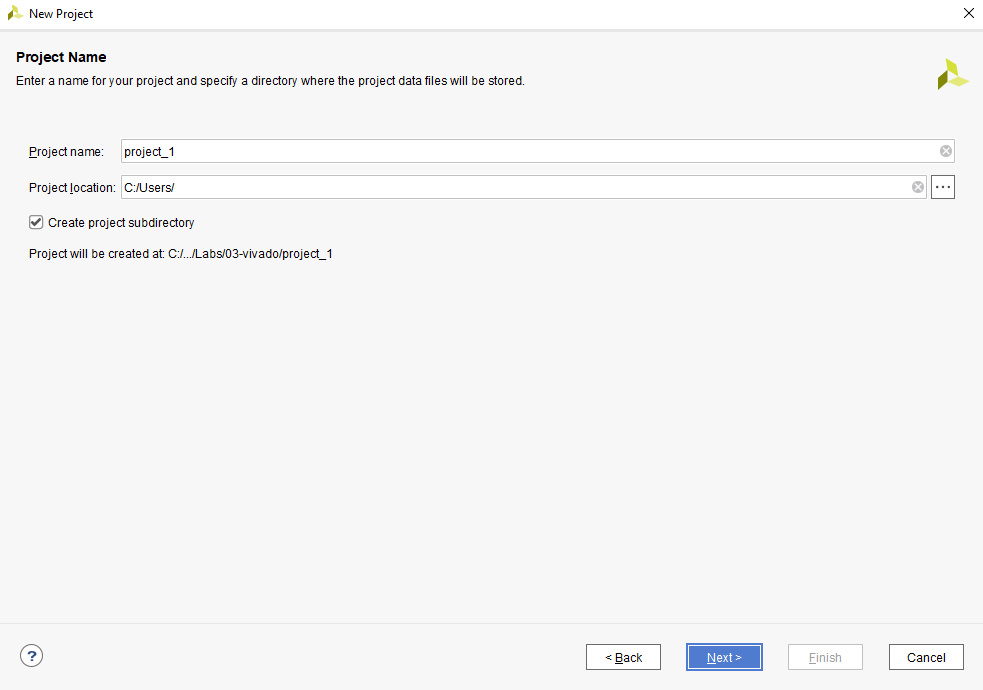 New Project
Project Name
Enter a name for your project and specify a directory where the project data files will be stored.
Project name: project_1
Project location: C:/Users/ ...
Create project subdirectory
Project will be created at: C:/.../Labs/03-vivado/project_1
? < Back Next > Finish Cancel